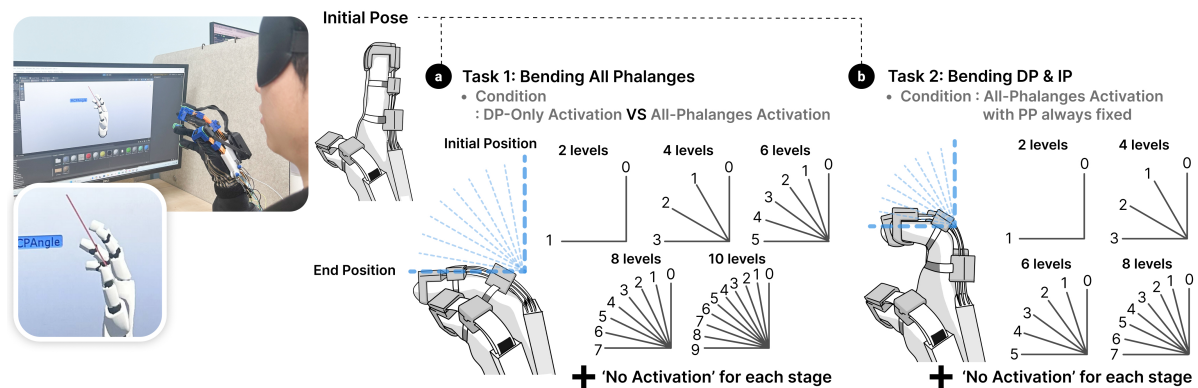 Initial Pose
CPAngle
a
Task 1: Bending All Phalanges
• Condition
: DP-Only Activation VS All-Phalanges Activation
Initial Position
End Position
2 levels
0
1
4 levels
0
1
2
3
6 levels
0
1
2
3
4
5
8 levels
0
1
2
3
4
5
6
7
10 levels
0
1
2
3
4
5
6
7
8
9
+ 'No Activation' for each stage
b
Task 2: Bending DP & IP
• Condition : All-Phalanges Activation
with PP always fixed
2 levels
0
1
4 levels
0
1
2
3
6 levels
0
1
2
3
4
5
8 levels
0
1
2
3
4
5
6
7
+ 'No Activation' for each stage